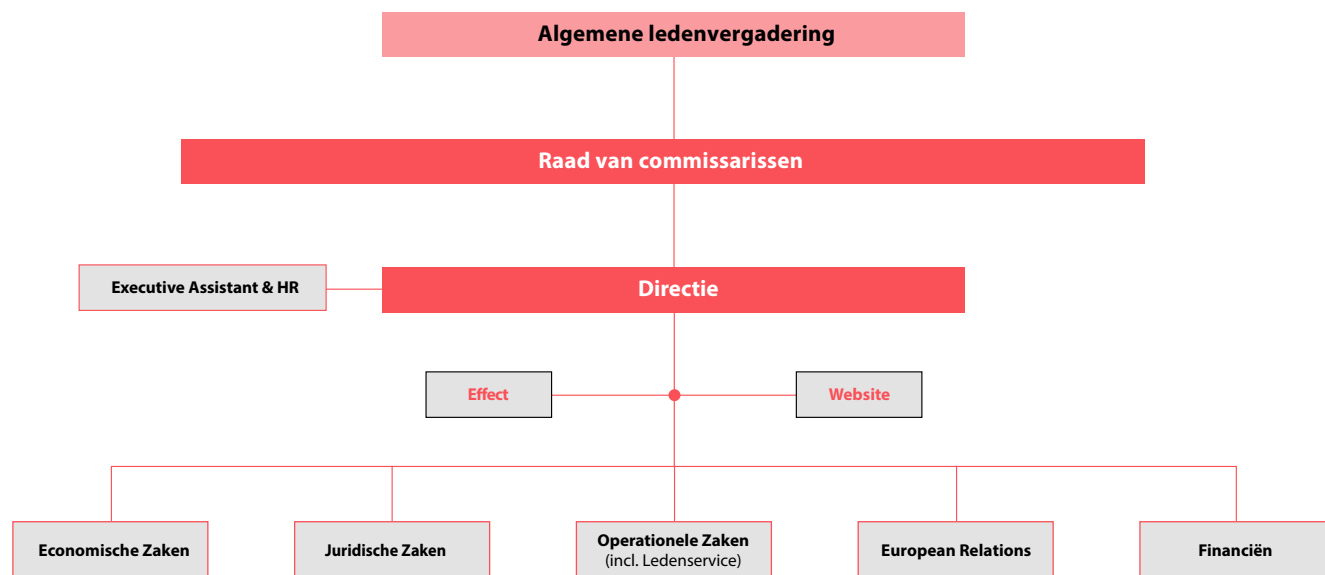 Algemene ledenvergadering
Raad van commissarissen
Executive Assistant & HR
Directie
Effect
Website
Economische Zaken
Juridische Zaken
Operationele Zaken
(incl. Ledenservice)
European Relations
Financiën